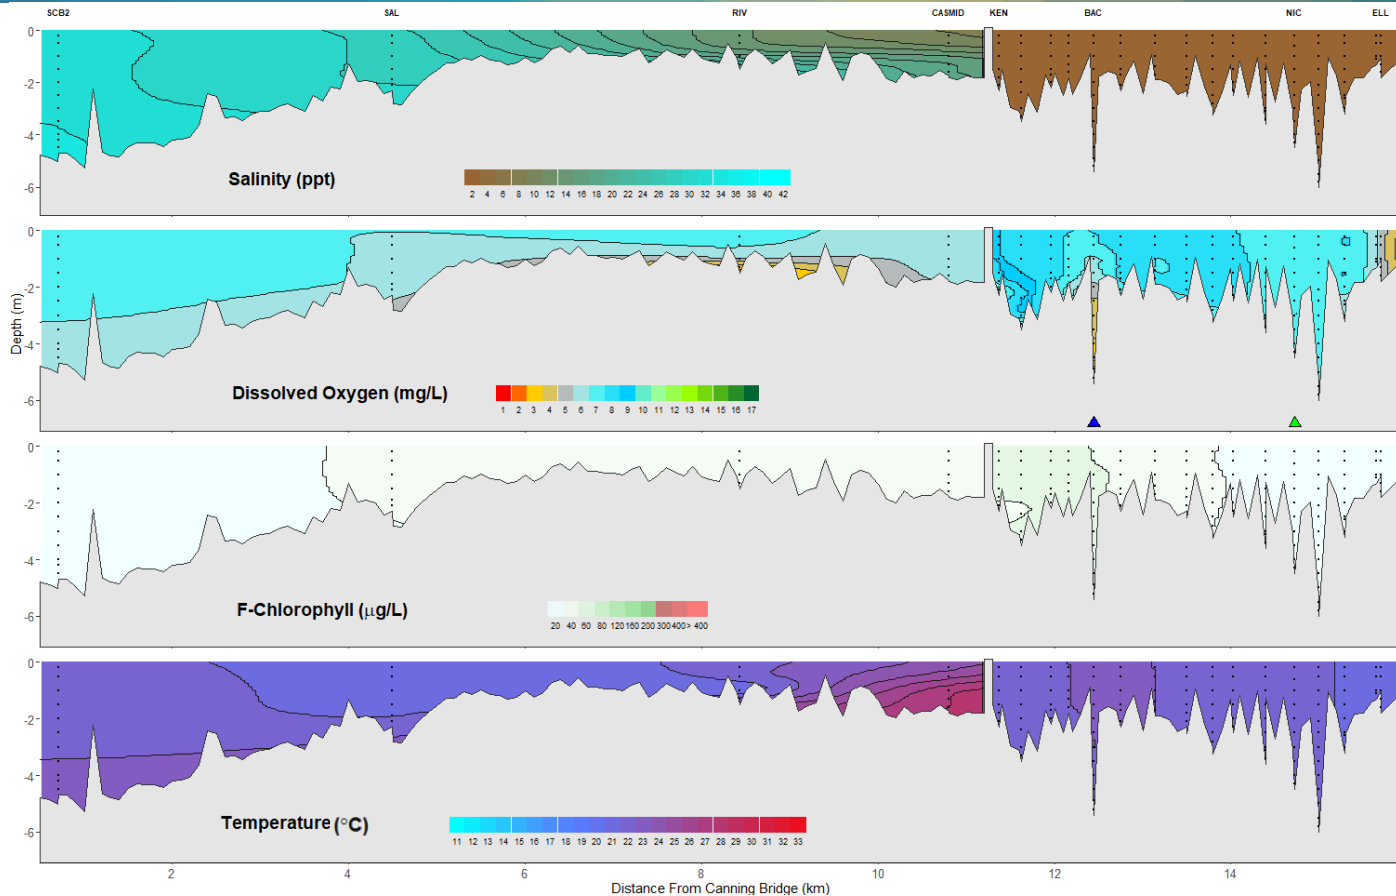 SCB2 SAL RIV CASMID KEN BAC NIC ELL
0
-2
-4
-6
Salinity (ppt)
2 4 6 8 10 12 14 16 18 20 22 24 26 28 30 32 34 36 38 40 42
0
-2
-4
-6
Depth (m)
Dissolved Oxygen (mg/L)
1 2 3 4 5 6 7 8 9 10 11 12 13 14 15 16 17
0
-2
-4
-6
F-Chlorophyll (μg/L)
20 40 60 80 120 160 200 300 400 > 400
0
-2
-4
-6
Temperature (°C)
11 12 13 14 15 16 17 18 19 20 21 22 23 24 25 26 27 28 29 30 31 32 33
2 4 6 8 10 12 14
Distance From Canning Bridge (km)